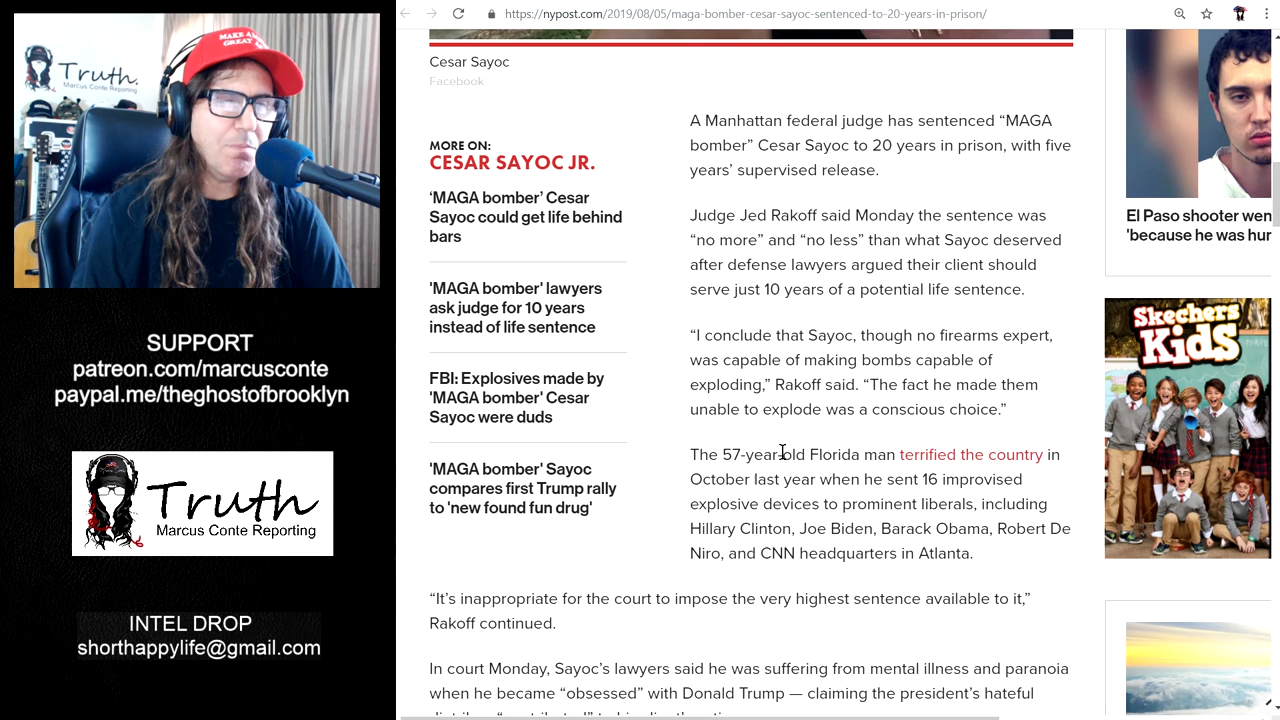 MAKE A
GREAT
Truth.
Marcus Conte Reporting
SUPPORT
patreon.com/marcusconte
paypal.me/theghostofbrooklyn
Truth
Marcus Conte Reporting
INTEL DROP
shorthappylife@gmail.com
https://nypost.com/2019/08/05/maga-bomber-cesar-sayoc-sentenced-to-20-years-in-prison/
Cesar Sayoc
Facebook
MORE ON:
CESAR SAYOC JR.
‘MAGA bomber’ Cesar
Sayoc could get life behind
bars
'MAGA bomber' lawyers
ask judge for 10 years
instead of life sentence
FBI: Explosives made by
'MAGA bomber' Cesar
Sayoc were duds
'MAGA bomber' Sayoc
compares first Trump rally
to 'new found fun drug'
A Manhattan federal judge has sentenced “MAGA
bomber” Cesar Sayoc to 20 years in prison, with five
years’ supervised release.
Judge Jed Rakoff said Monday the sentence was
“no more” and “no less” than what Sayoc deserved
after defense lawyers argued their client should
serve just 10 years of a potential life sentence.
“I conclude that Sayoc, though no firearms expert,
was capable of making bombs capable of
exploding,” Rakoff said. “The fact he made them
unable to explode was a conscious choice.”
The 57-year-old Florida man terrified the country in
October last year when he sent 16 improvised
explosive devices to prominent liberals, including
Hillary Clinton, Joe Biden, Barack Obama, Robert De
Niro, and CNN headquarters in Atlanta.
“It’s inappropriate for the court to impose the very highest sentence available to it,”
Rakoff continued.
In court Monday, Sayoc’s lawyers said he was suffering from mental illness and paranoia
when he became “obsessed” with Donald Trump — claiming the president’s hateful
El Paso shooter wen
'because he was hur
Skechers
KiDS